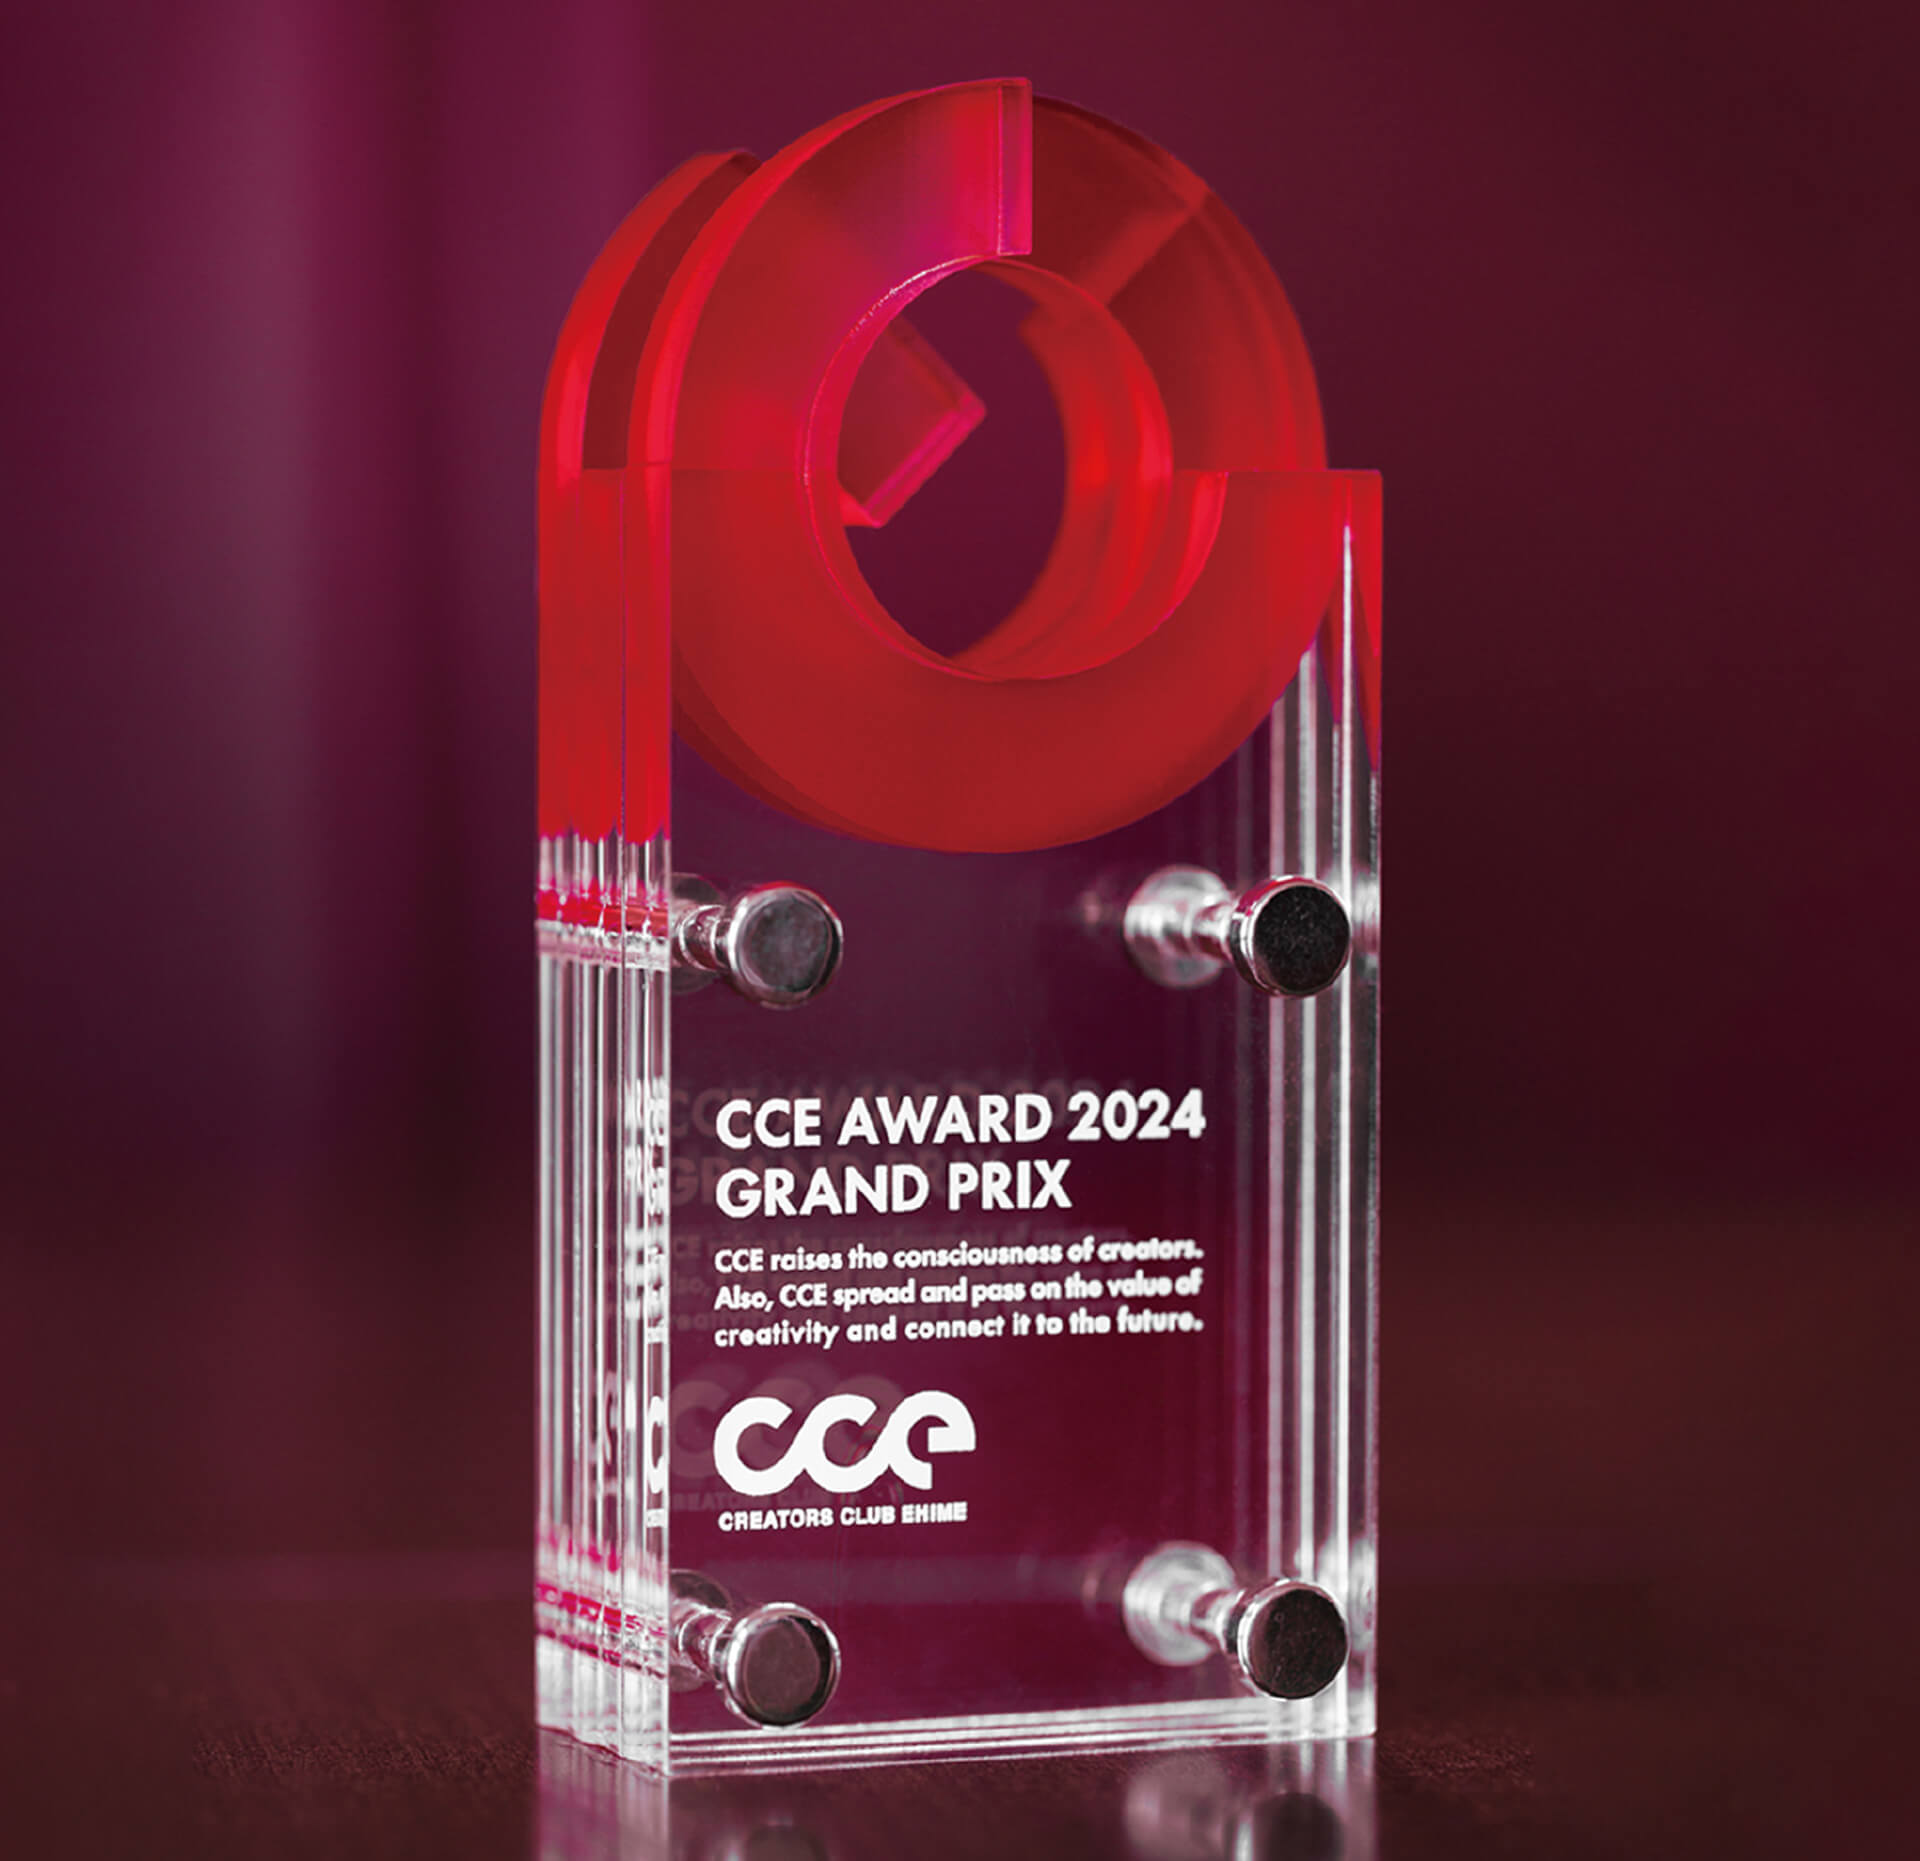 CCE AWARD 2024
GRAND PRIX
CCE raises the consciousness of creators.
Also, CCE spread and pass on the value of
creativity and connect it to the future.
cce
CREATORS CLUB EHIME